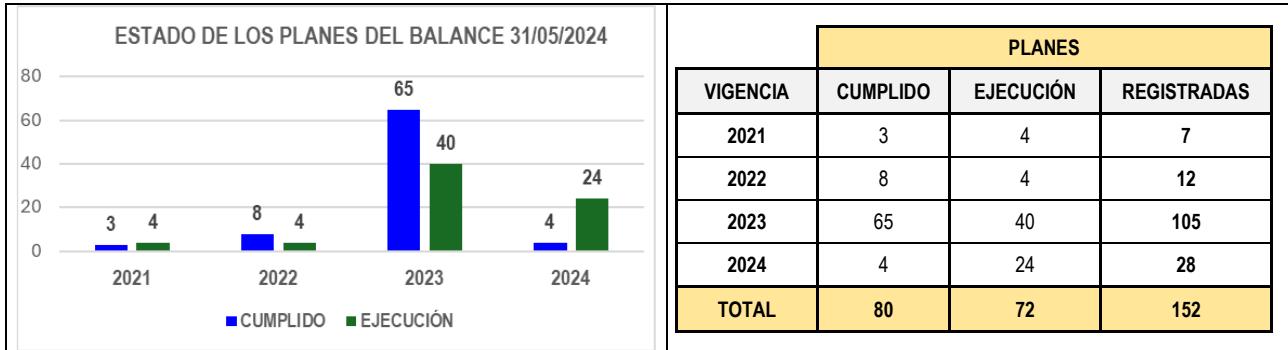 ESTADO DE LOS PLANES DEL BALANCE 31/05/2024
80
60
40
20
0
3 4
8 4
65 40
4 24
2021 2022 2023 2024
CUMPLIDO EJECUCIÓN
PLANES
VIGENCIA CUMPLIDO EJECUCIÓN REGISTRADAS
2021 3 4 7
2022 8 4 12
2023 65 40 105
2024 4 24 28
TOTAL 80 72 152